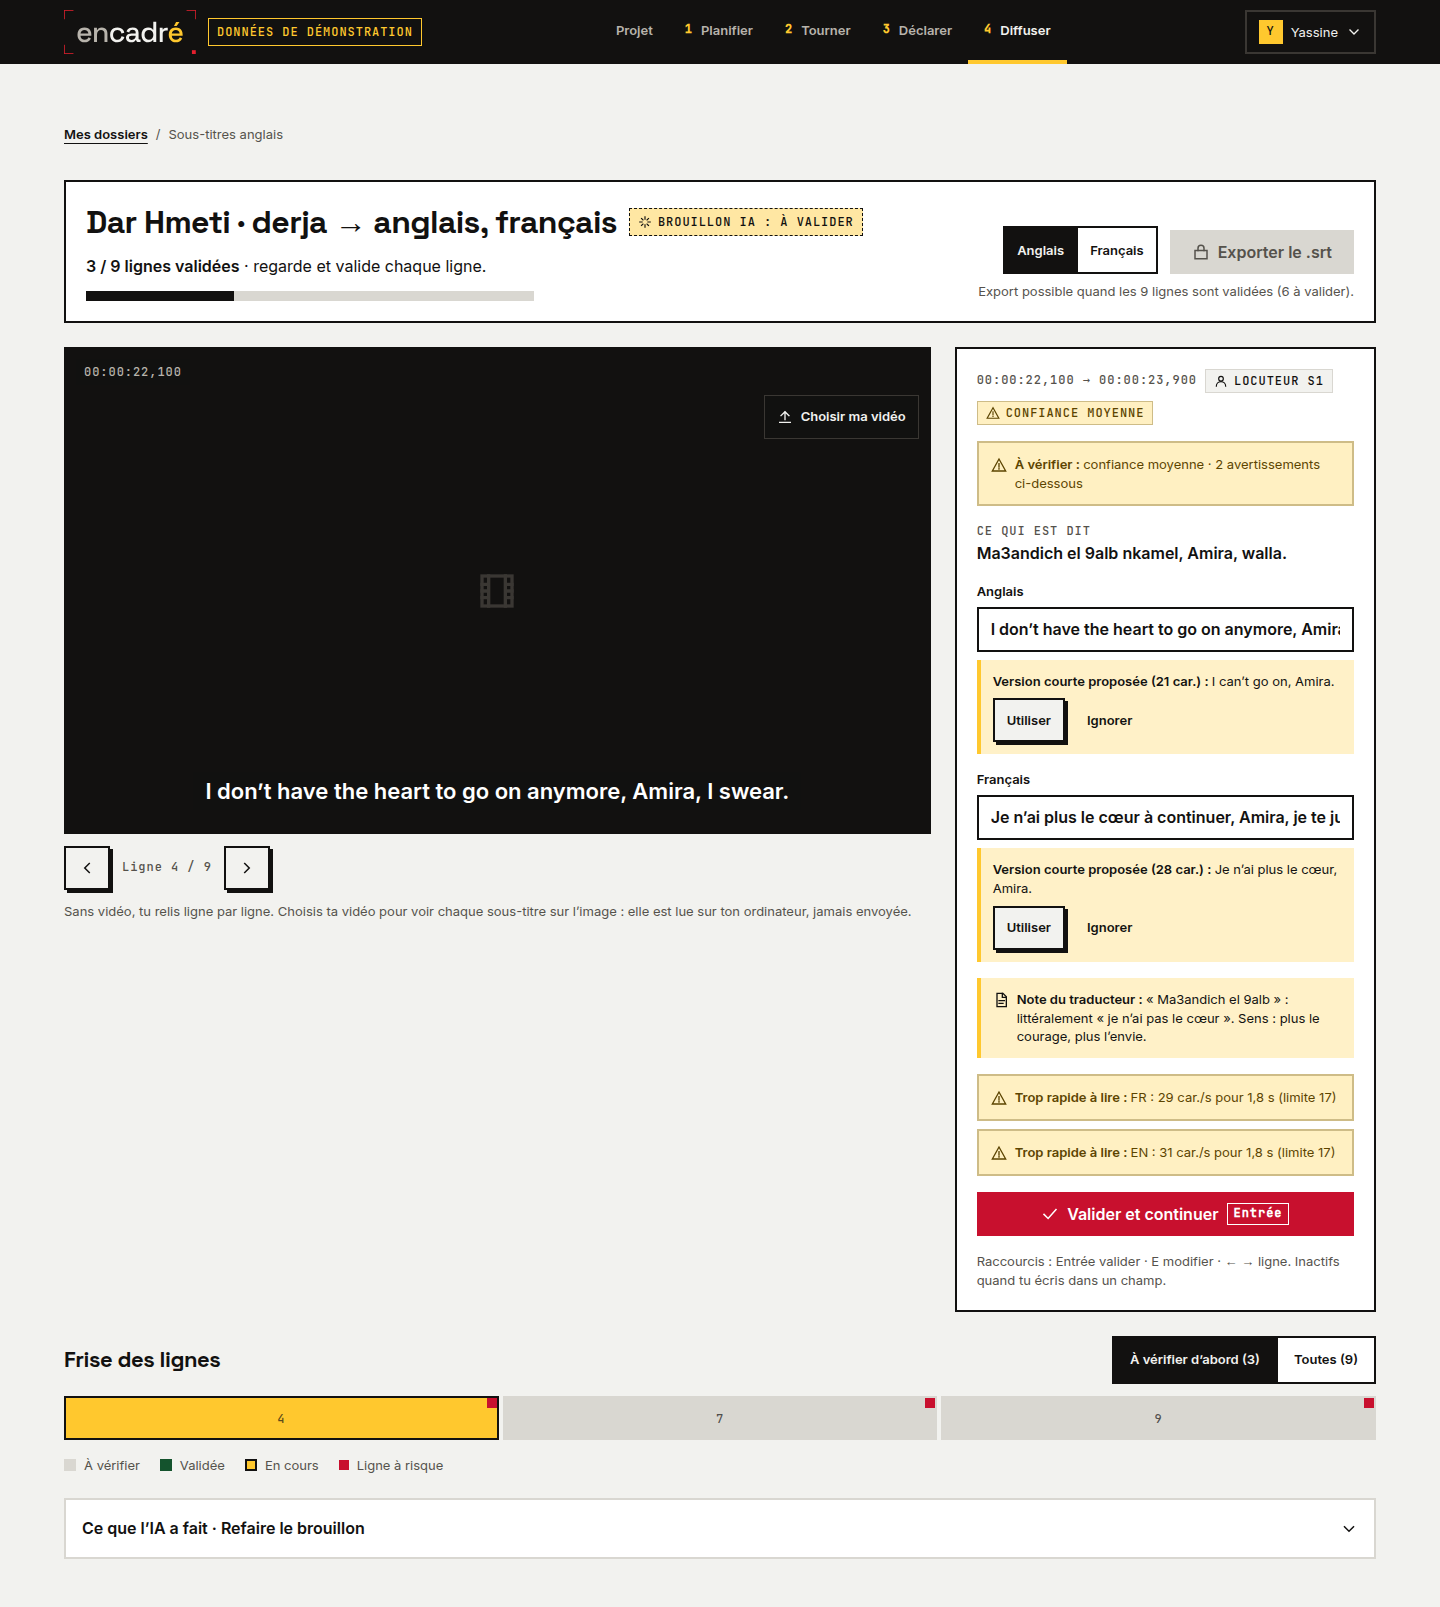 encadré
DONNÉES DE DÉMONSTRATION
Projet
1 Planifier
2 Tourner
3 Déclarer
4 Diffuser
Y Yassine
Mes dossiers / Sous-titres anglais
Dar Hmeti · derja → anglais, français
BROUILLON IA : À VALIDER
3 / 9 lignes validées · regarde et valide chaque ligne.
Anglais
Français
Exporter le .srt
Export possible quand les 9 lignes sont validées (6 à valider).
00:00:22,100
Choisir ma vidéo
I don’t have the heart to go on anymore, Amira, I swear.
Ligne 4 / 9
Sans vidéo, tu relis ligne par ligne. Choisis ta vidéo pour voir chaque sous-titre sur l’image : elle est lue sur ton ordinateur, jamais envoyée.
00:00:22,100 → 00:00:23,900
LOCUTEUR S1
CONFIANCE MOYENNE
À vérifier : confiance moyenne · 2 avertissements
ci-dessous
CE QUI EST DIT
Ma3andich el 9alb nkamel, Amira, walla.
Anglais
I don’t have the heart to go on anymore, Amira
Version courte proposée (21 car.) : I can’t go on, Amira.
Utiliser
Ignorer
Français
Je n’ai plus le cœur à continuer, Amira, je te ju
Version courte proposée (28 car.) : Je n’ai plus le cœur,
Amira.
Utiliser
Ignorer
Note du traducteur : « Ma3andich el 9alb » :
littéralement « je n’ai pas le cœur ». Sens : plus le
courage, plus l’envie.
Trop rapide à lire : FR : 29 car./s pour 1,8 s (limite 17)
Trop rapide à lire : EN : 31 car./s pour 1,8 s (limite 17)
Valider et continuer Entrée
Raccourcis : Entrée valider · E modifier · ← → ligne. Inactifs
quand tu écris dans un champ.
Frise des lignes
À vérifier d’abord (3)
Toutes (9)
4
7
9
À vérifier
Validée
En cours
Ligne à risque
Ce que l’IA a fait · Refaire le brouillon